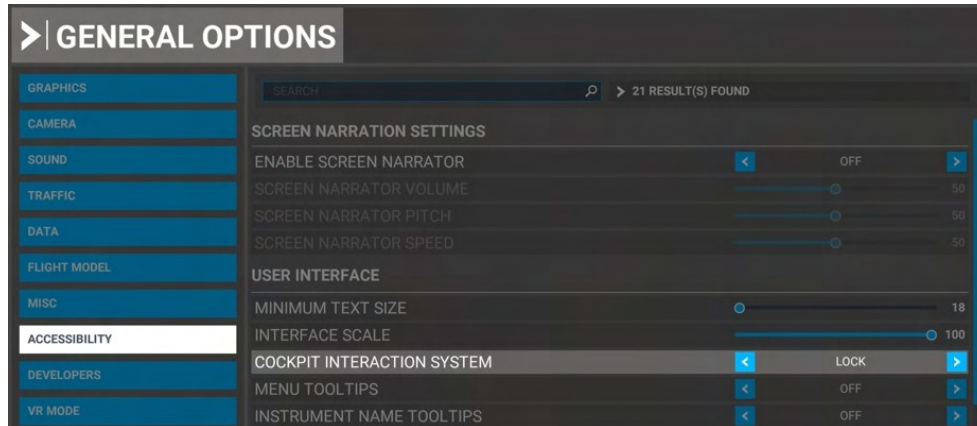 GENERAL OPTIONS
GRAPHICS
CAMERA
SOUND
TRAFFIC
DATA
FLIGHT MODEL
MISC
ACCESSIBILITY
DEVELOPERS
VR MODE
SEARCH
21 RESULT(S) FOUND
SCREEN NARRATION SETTINGS
ENABLE SCREEN NARRATOR OFF
SCREEN NARRATOR VOLUME 50
SCREEN NARRATOR PITCH 50
SCREEN NARRATOR SPEED 50
USER INTERFACE
MINIMUM TEXT SIZE 18
INTERFACE SCALE 100
COCKPIT INTERACTION SYSTEM LOCK
MENU TOOLTIPS OFF
INSTRUMENT NAME TOOLTIPS OFF